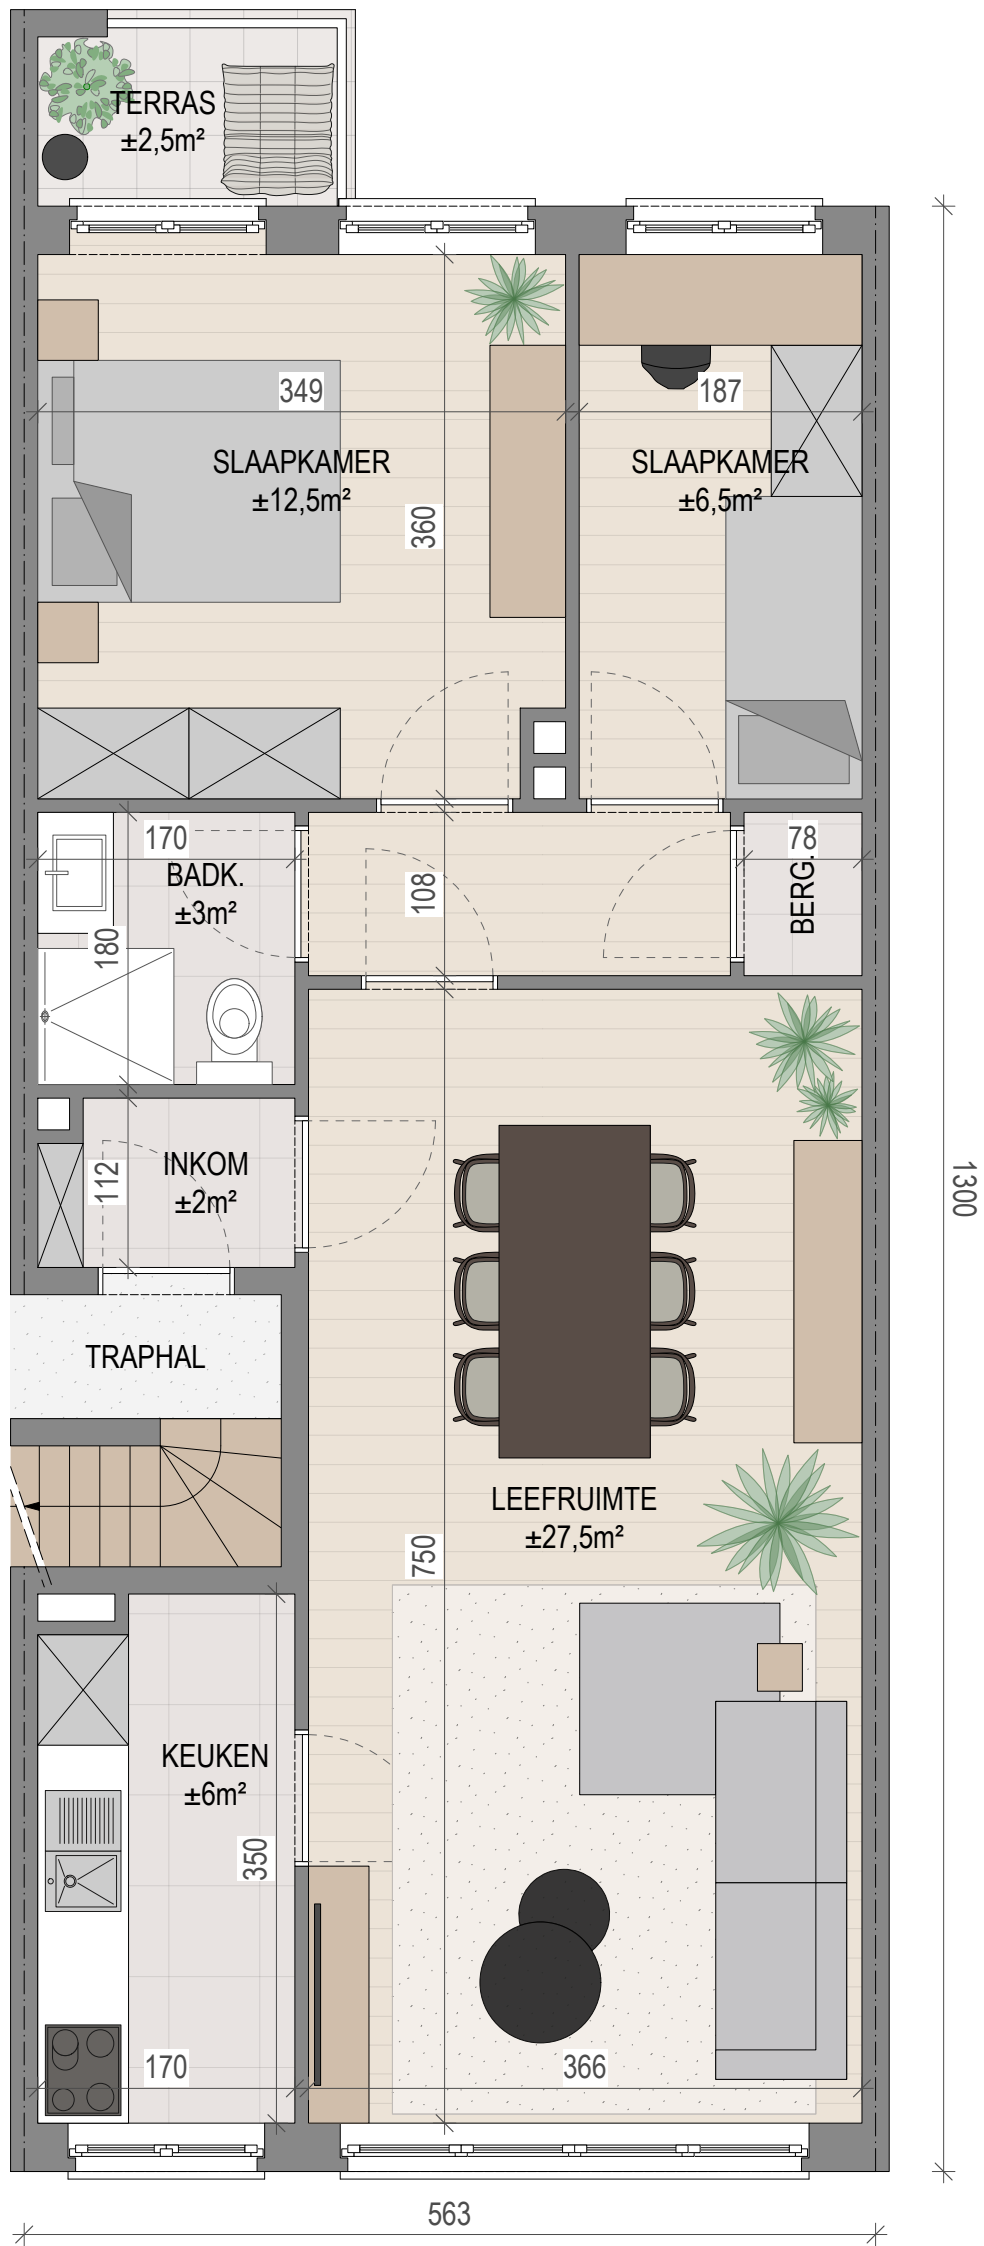 TERRAS
±2,5m²
349
187
SLAAPKAMER
±12,5m²
SLAAPKAMER
±6,5m²
360
170
78
BADK.
±3m²
108
BERG.
180
INKOM
±2m²
112
1300
TRAPHAL
LEEFRUIMTE
±27,5m²
750
KEUKEN
±6m²
350
170
366
563